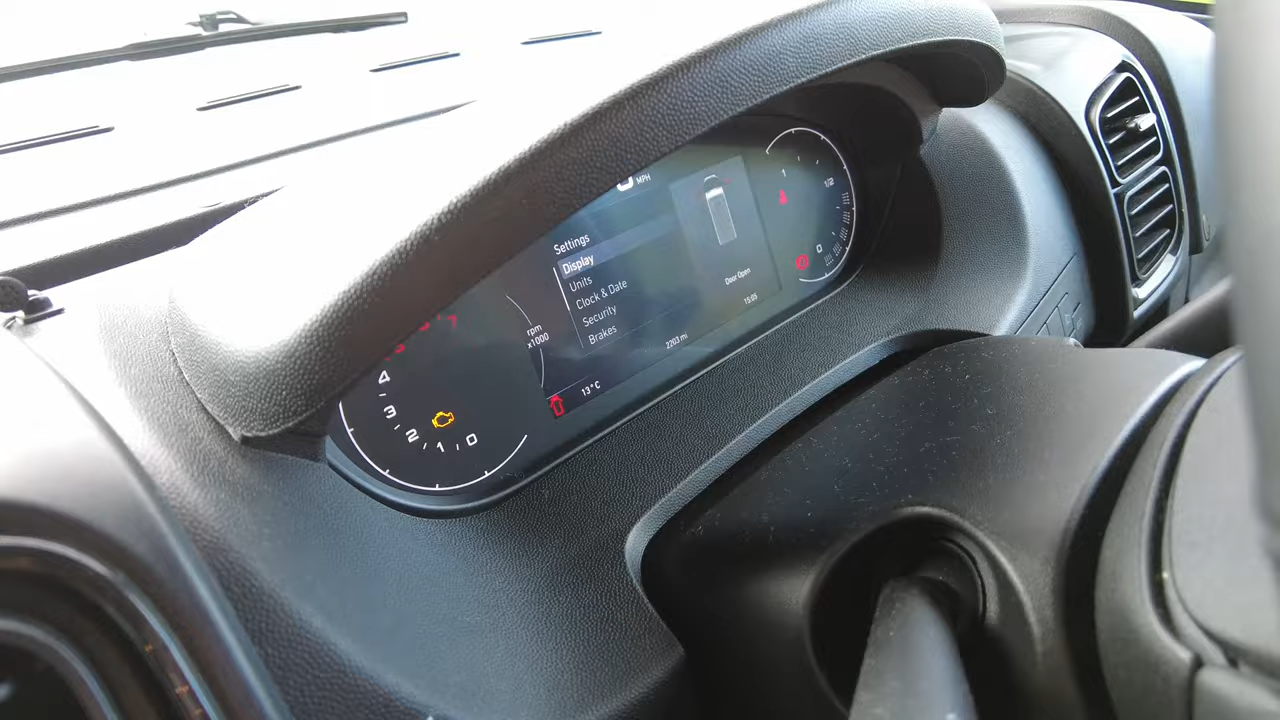 MPH
Settings
Display
Units
Clock & Date
Security
Brakes
Door Open
15:05
2203 mi
13°C
rpm
x1000
4
3
2
1
0
1
1/2
0